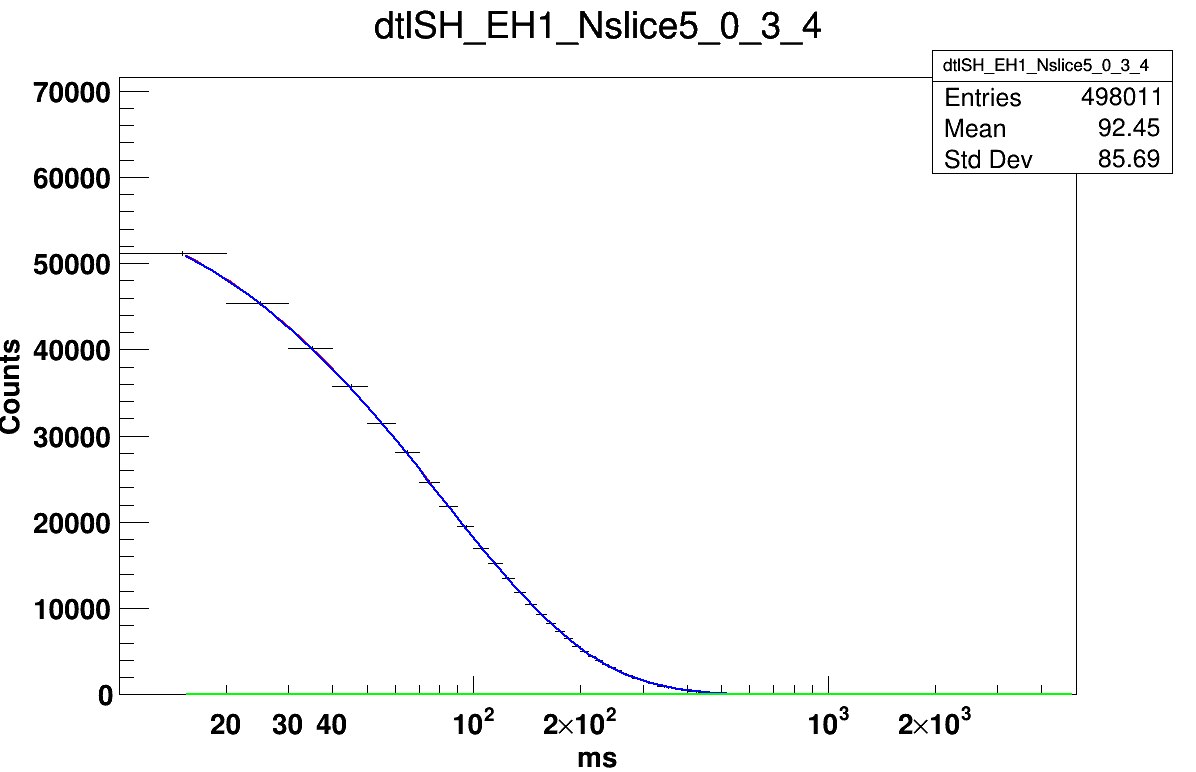 dtlSH_EH1_Nslice5_0_3_4
dtlSH_EH1_Nslice5_0_3_4
Entries 498011
Mean 92.45
Std Dev 85.69
70000
60000
50000
40000
30000
20000
10000
0
Counts
20 30 40 10² 2×10² 10³ 2×10³
ms